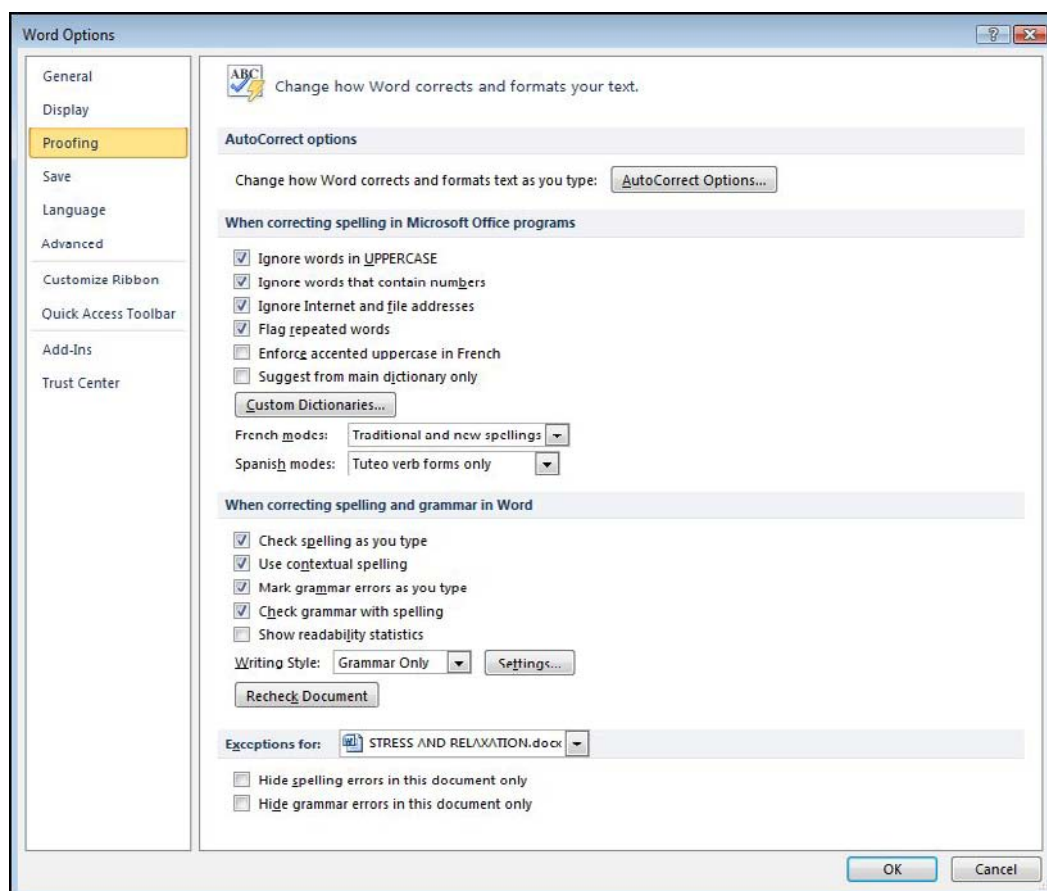 Word Options
General
Display
Proofing
Save
Language
Advanced
Customize Ribbon
Quick Access Toolbar
Add-Ins
Trust Center
ABC
Change how Word corrects and formats your text.
AutoCorrect options
Change how Word corrects and formats text as you type: AutoCorrect Options...
When correcting spelling in Microsoft Office programs
Ignore words in UPPERCASE
Ignore words that contain numbers
Ignore Internet and file addresses
Flag repeated words
Enforce accented uppercase in French
Suggest from main dictionary only
Custom Dictionaries...
French modes: Traditional and new spellings
Spanish modes: Tuteo verb forms only
When correcting spelling and grammar in Word
Check spelling as you type
Use contextual spelling
Mark grammar errors as you type
Check grammar with spelling
Show readability statistics
Writing Style: Grammar Only Settings...
Recheck Document
Exceptions for: STRESS AND RELAXATION.docx
Hide spelling errors in this document only
Hide grammar errors in this document only
OK Cancel